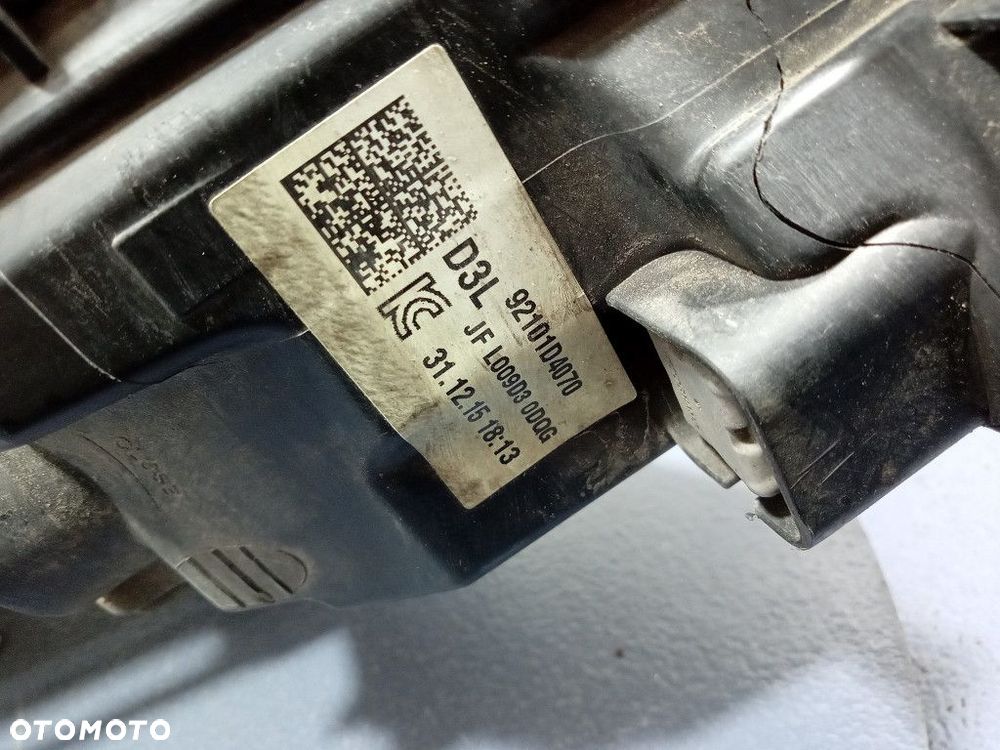 D3L 92101D4070
JF L009D3 0DQG
31.12.15 18:13
OTOMOTO